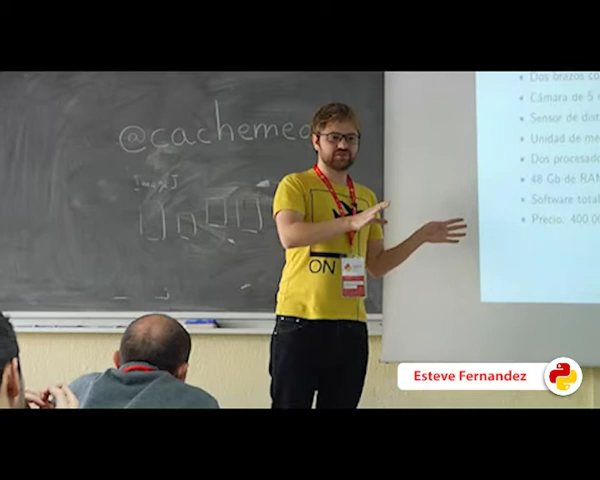 Dos brazos co
Cámara de 5
Sensor de dist
Unidad de me
Dos procesado
48 Gb de RAM
Software total
Precio: 400.00
@cachemeo
ON
Esteve Fernandez